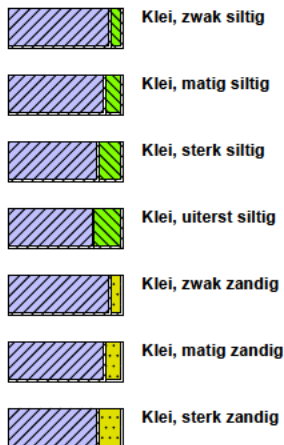 Klei, zwak siltig
Klei, matig siltig
Klei, sterk siltig
Klei, uiterst siltig
Klei, zwak zandig
Klei, matig zandig
Klei, sterk zandig